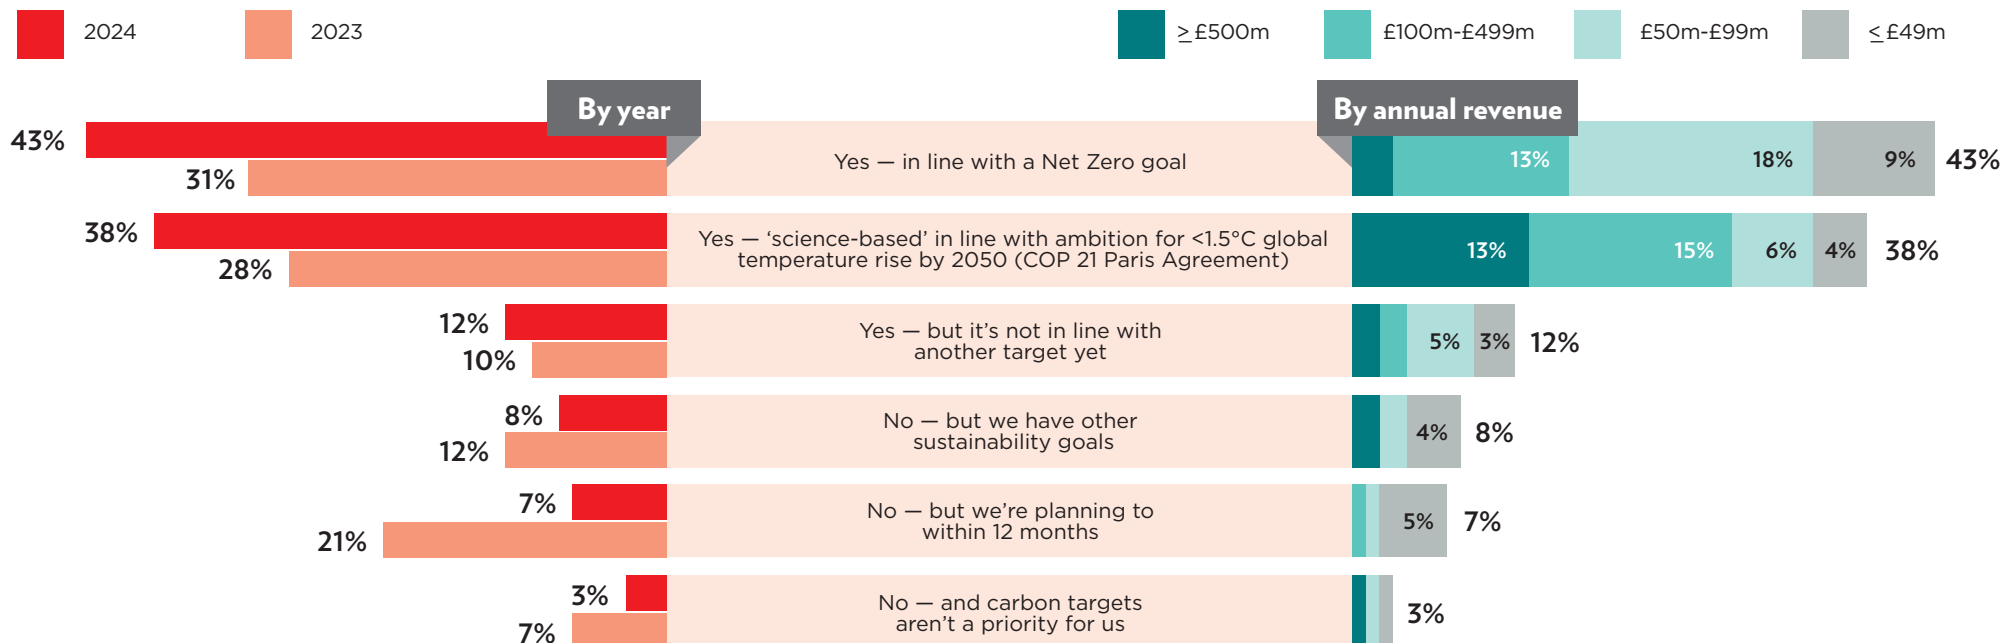 2024
2023
≥£500m
£100m-£499m
£50m-£99m
≤£49m
By year
By annual revenue
43%
31%
Yes — in line with a Net Zero goal
13%
18%
9%
43%
38%
28%
Yes — ‘science-based’ in line with ambition for <1.5°C global
temperature rise by 2050 (COP 21 Paris Agreement)
13%
15%
6%
4%
38%
12%
10%
Yes — but it’s not in line with
another target yet
5%
3%
12%
8%
12%
No — but we have other
sustainability goals
4%
8%
7%
21%
No — but we’re planning to
within 12 months
5%
7%
3%
7%
No — and carbon targets
aren’t a priority for us
3%